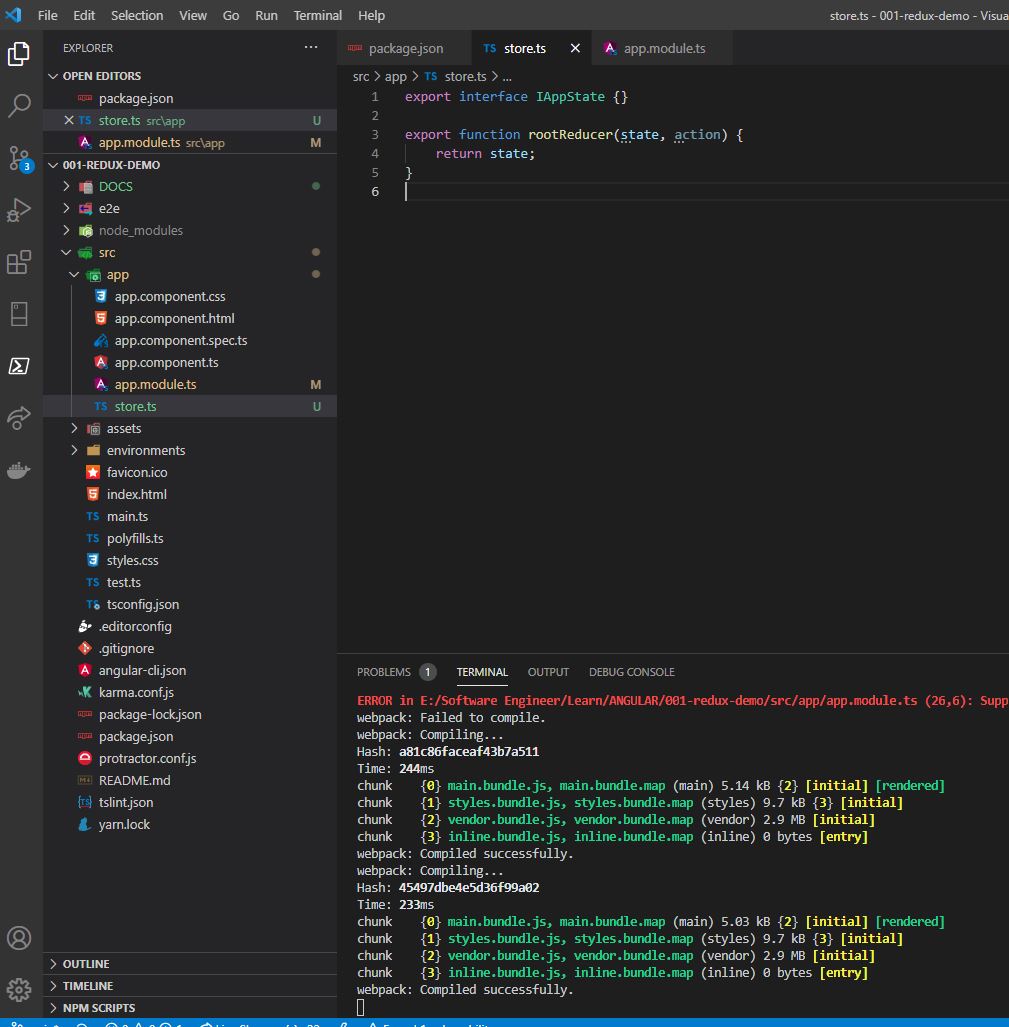 File Edit Selection View Go Run Terminal Help store.ts - 001-redux-demo - Visua
EXPLORER ...
OPEN EDITORS
package.json
TS store.ts src\app U
app.module.ts src\app M
001-REDUX-DEMO
DOCS
e2e
node_modules
src
app
app.component.css
app.component.html
app.component.spec.ts
app.component.ts
app.module.ts M
TS store.ts U
assets
environments
favicon.ico
index.html
TS main.ts
TS polyfills.ts
styles.css
TS test.ts
tsconfig.json
.editorconfig
.gitignore
angular-cli.json
karma.conf.js
package-lock.json
package.json
protractor.conf.js
README.md
tslint.json
yarn.lock
OUTLINE
TIMELINE
NPM SCRIPTS
3
package.json TS store.ts app.module.ts
src > app > TS store.ts > ...
1 export interface IAppState {}
2
3 export function rootReducer(state, action) {
4 return state;
5 }
6
PROBLEMS 1 TERMINAL OUTPUT DEBUG CONSOLE
ERROR in E:/Software Engineer/Learn/ANGULAR/001-redux-demo/src/app/app.module.ts (26,6): Supp
webpack: Failed to compile.
webpack: Compiling...
Hash: a81c86faceaf43b7a511
Time: 244ms
chunk {0} main.bundle.js, main.bundle.map (main) 5.14 kB {2} [initial] [rendered]
chunk {1} styles.bundle.js, styles.bundle.map (styles) 9.7 kB {3} [initial]
chunk {2} vendor.bundle.js, vendor.bundle.map (vendor) 2.9 MB [initial]
chunk {3} inline.bundle.js, inline.bundle.map (inline) 0 bytes [entry]
webpack: Compiled successfully.
webpack: Compiling...
Hash: 45497dbe4e5d36f99a02
Time: 233ms
chunk {0} main.bundle.js, main.bundle.map (main) 5.03 kB {2} [initial] [rendered]
chunk {1} styles.bundle.js, styles.bundle.map (styles) 9.7 kB {3} [initial]
chunk {2} vendor.bundle.js, vendor.bundle.map (vendor) 2.9 MB [initial]
chunk {3} inline.bundle.js, inline.bundle.map (inline) 0 bytes [entry]
webpack: Compiled successfully.